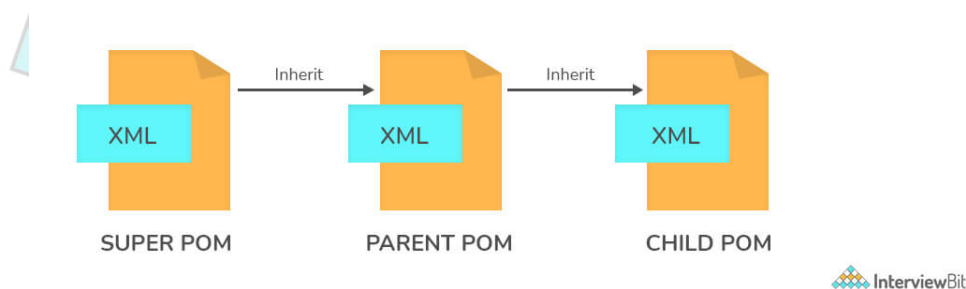 Inherit
Inherit
XML
XML
XML
SUPER POM
PARENT POM
CHILD POM
InterviewBit